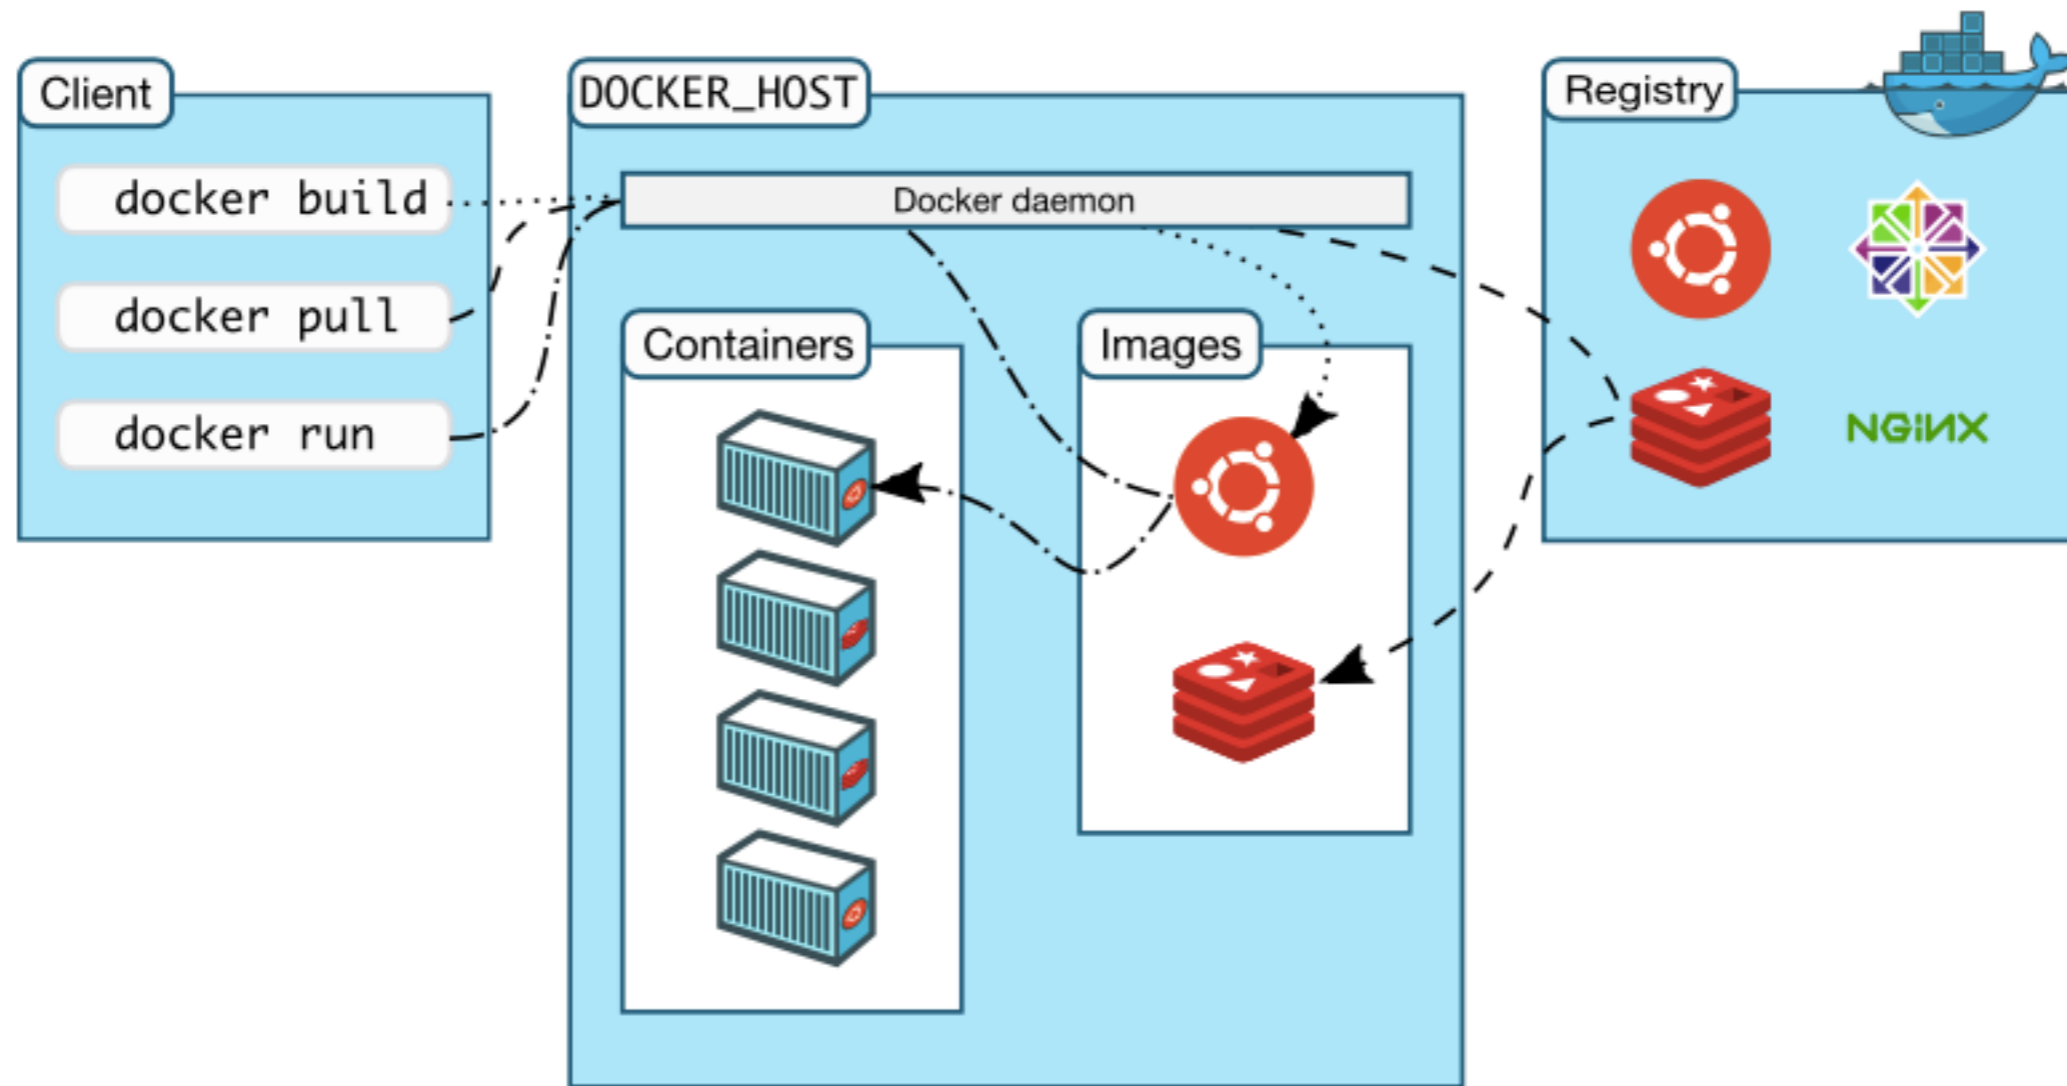 Client
docker build
docker pull
docker run
DOCKER_HOST
Docker daemon
Containers
Images
Registry
NGiNX